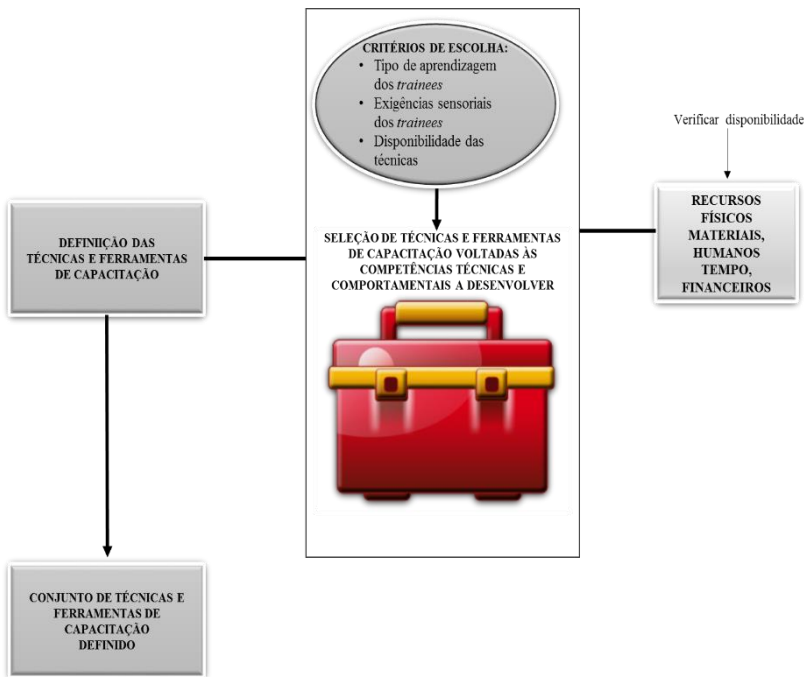 CRITÉRIOS DE ESCOLHA:
• Tipo de aprendizagem
dos trainees
• Exigências sensoriais
dos trainees
• Disponibilidade das
técnicas
Verificar disponibilidade
RECURSOS
FÍSICOS
MATERIAIS,
HUMANOS
TEMPO,
FINANCEIROS
DEFINIIÇÃO DAS
TÉCNICAS E FERRAMENTAS
DE CAPACITAÇÃO
SELEÇÃO DE TÉCNICAS E FERRAMENTAS
DE CAPACITAÇÃO VOLTADAS ÀS
COMPETÊNCIAS TÉCNICAS E
COMPORTAMENTAIS A DESENVOLVER
CONJUNTO DE TÉCNICAS E
FERRAMENTAS DE
CAPACITAÇÃO
DEFINIDO